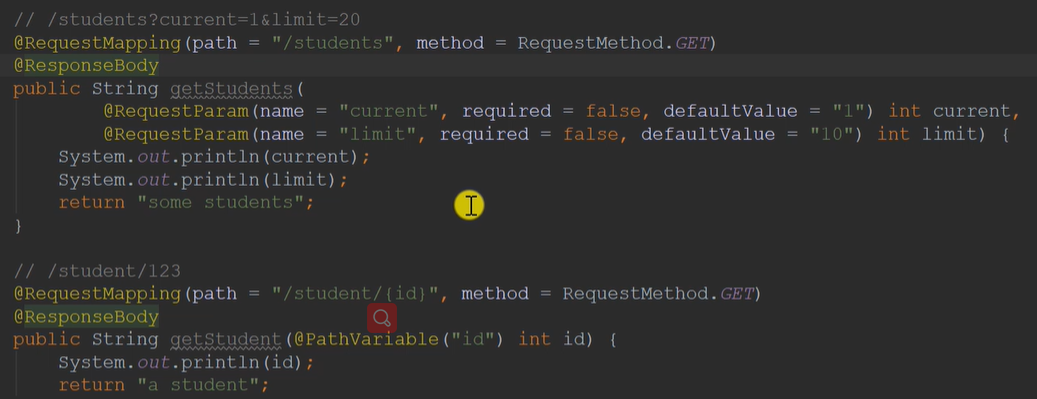 // /students?current=1&limit=20
@RequestMapping(path = "/students", method = RequestMethod.GET)
@ResponseBody
public String getStudents(
        @RequestParam(name = "current", required = false, defaultValue = "1") int current,
        @RequestParam(name = "limit", required = false, defaultValue = "10") int limit) {
    System.out.println(current);
    System.out.println(limit);
    return "some students";
}
// /student/123
@RequestMapping(path = "/student/{id}", method = RequestMethod.GET)
@ResponseBody
public String getStudent(@PathVariable("id") int id) {
    System.out.println(id);
    return "a student";